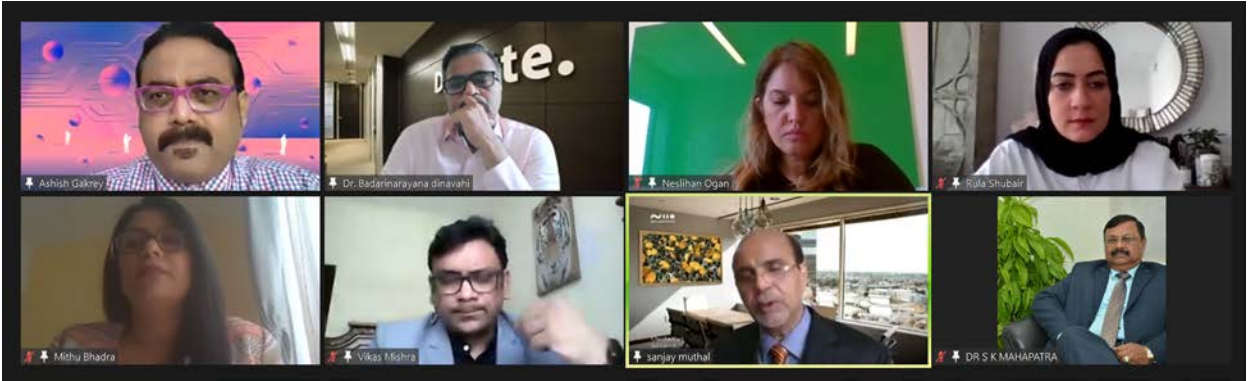 Ashish Gakrey
te.
Dr. Badarinarayana dinavahi
Neslihan Ogan
Rula Shubair
Mithu Bhadra
Vikas Mishra
sanjay muthal
DR S K MAHAPATRA